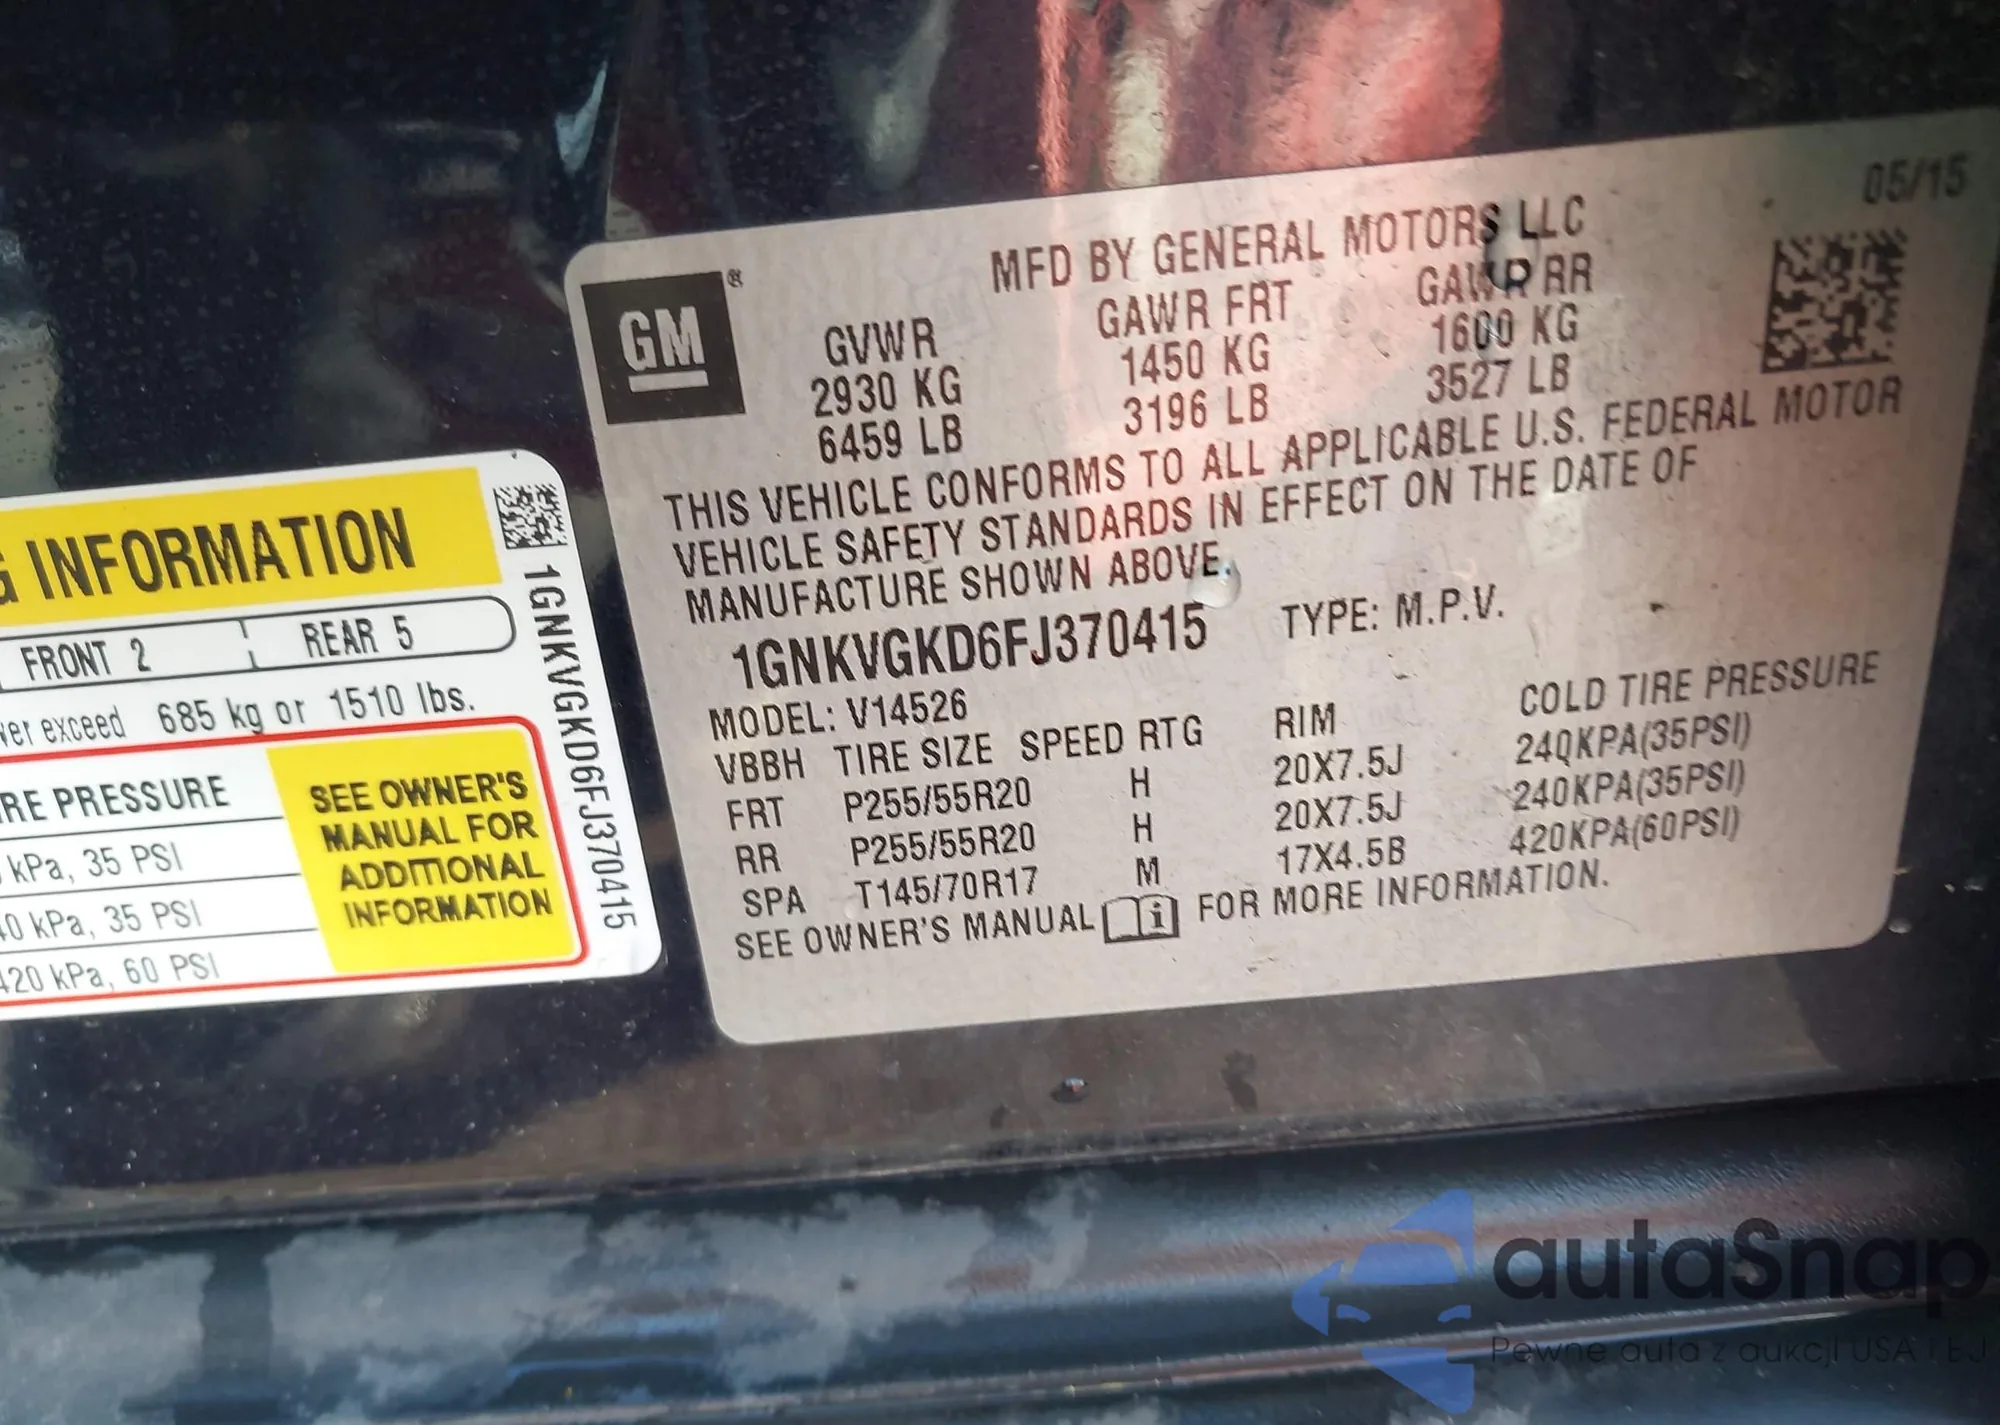 05/15
GM ®
MFD BY GENERAL MOTORS LLC
GVWR GAWR FRT GAWR RR
2930 KG 1450 KG 1600 KG
6459 LB 3196 LB 3527 LB
THIS VEHICLE CONFORMS TO ALL APPLICABLE U.S. FEDERAL MOTOR
VEHICLE SAFETY STANDARDS IN EFFECT ON THE DATE OF
MANUFACTURE SHOWN ABOVE.
1GNKVGKD6FJ370415 TYPE: M.P.V.
MODEL: V14526
VBBH TIRE SIZE SPEED RTG RIM COLD TIRE PRESSURE
FRT P255/55R20 H 20X7.5J 240KPA(35PSI)
RR P255/55R20 H 20X7.5J 240KPA(35PSI)
SPA T145/70R17 M 17X4.5B 420KPA(60PSI)
SEE OWNER'S MANUAL i FOR MORE INFORMATION.
INFORMATION
FRONT 2 REAR 5
exceed 685 kg or 1510 lbs.
PRESSURE
kPa, 35 PSI
kPa, 35 PSI
420 kPa, 60 PSI
SEE OWNER'S
MANUAL FOR
ADDITIONAL
INFORMATION
1GNKVGKD6FJ370415
autaSnap
Pewne auta z aukcji USA i EJ